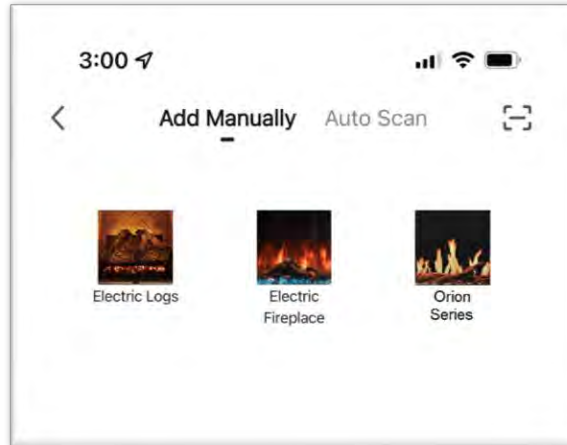 3:00
Add Manually Auto Scan
Electric Logs
Electric
Fireplace
Orion
Series